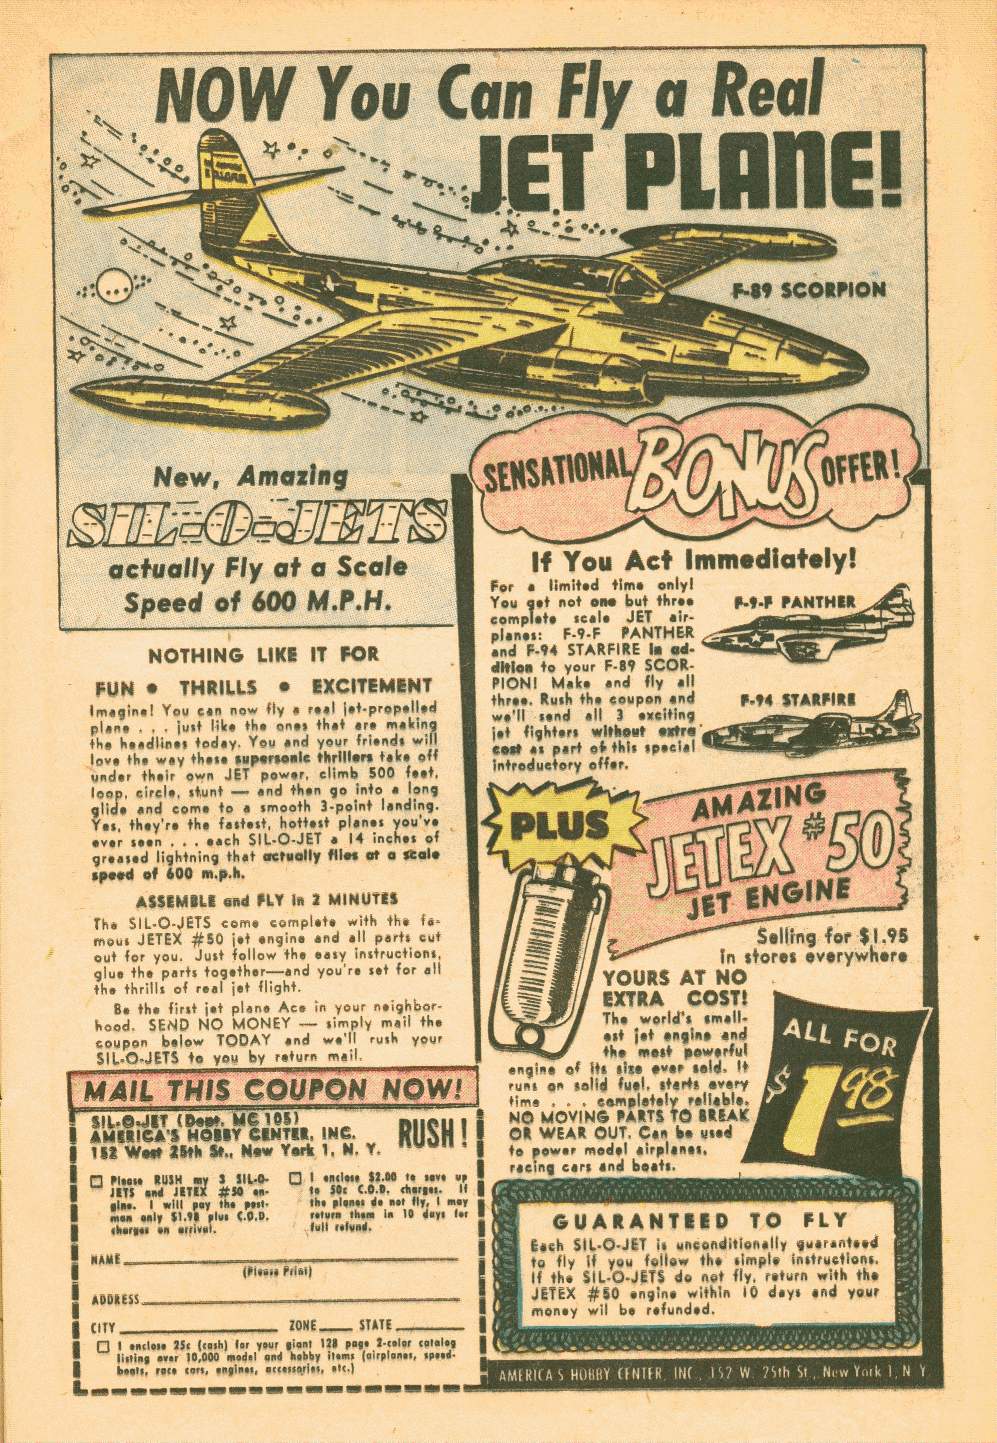 NOW You Can Fly a Real
JET PLANE!
F-89 SCORPION
New, Amazing
SIL-O-JETS
actually Fly at a Scale
Speed of 600 M.P.H.
NOTHING LIKE IT FOR
FUN • THRILLS • EXCITEMENT
Imagine! You can now fly a real jet-propelled
plane . . . just like the ones that are making
the headlines today. You and your friends will
love the way these supersonic thrillers take off
under their own JET power, climb 500 feet,
loop, circle, stunt — and then go into a long
glide and come to a smooth 3-point landing.
Yes, they're the fastest, hottest planes you've
ever seen . . . each SIL-O-JET a 14 inches of
greased lightning that actually flies at a scale
speed of 600 m.p.h.
ASSEMBLE and FLY in 2 MINUTES
The SIL-O-JETS come complete with the fa-
mous JETEX #50 jet engine and all parts cut
out for you. Just follow the easy instructions,
glue the parts together—and you're set for all
the thrills of real jet flight.
Be the first jet plane Ace in your neighbor-
hood. SEND NO MONEY — simply mail the
coupon below TODAY and we'll rush your
SIL-O-JETS to you by return mail.
SENSATIONAL BONUS OFFER!
If You Act Immediately!
For a limited time only!
You get not one but three
complete scale JET air-
planes: F-9-F PANTHER
and F-94 STARFIRE in ad-
dition to your F-89 SCOR-
PION! Make and fly all
three. Rush the coupon and
we'll send all 3 exciting
jet fighters without extra
cost as part of this special
introductory offer.
F-9-F PANTHER
F-94 STARFIRE
PLUS
AMAZING
JETEX #50
JET ENGINE
Selling for $1.95
in stores everywhere
YOURS AT NO
EXTRA COST!
The world's small-
est jet engine and
the most powerful
engine of its size ever sold. It
runs on solid fuel, starts every
time . . . completely reliable.
NO MOVING PARTS TO BREAK
OR WEAR OUT. Can be used
to power model airplanes,
racing cars and boats.
ALL FOR
$1 98
MAIL THIS COUPON NOW!
SIL-O-JET (Dept. MC 105)
AMERICA'S HOBBY CENTER, INC.
152 West 25th St., New York 1, N. Y.
RUSH!
Please RUSH my 3 SIL-O-
JETS and JETEX #50 en-
gine. I will pay the post-
man only $1.98 plus C.O.D.
charges on arrival.
I enclose $2.00 to save up
to 50c C.O.D. charges. If
the planes do not fly, I may
return them in 10 days for
full refund.
NAME
(Please Print)
ADDRESS
CITY ZONE STATE
I enclose 25c (cash) for your giant 128 page 2-color catalog
listing over 10,000 model and hobby items (airplanes, speed-
boats, race cars, engines, accessories, etc.)
GUARANTEED TO FLY
Each SIL-O-JET is unconditionally guaranteed
to fly if you follow the simple instructions.
If the SIL-O-JETS do not fly, return with the
JETEX #50 engine within 10 days and your
money wil be refunded.
AMERICA'S HOBBY CENTER, INC., 152 W. 25th St., New York 1, N. Y